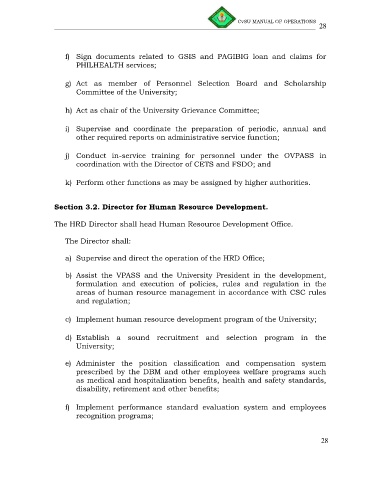 CvSU MANUAL OF OPERATIONS
28
f) Sign documents related to GSIS and PAGIBIG loan and claims for
PHILHEALTH services;
g) Act as member of Personnel Selection Board and Scholarship
Committee of the University;
h) Act as chair of the University Grievance Committee;
i) Supervise and coordinate the preparation of periodic, annual and
other required reports on administrative service function;
j) Conduct in-service training for personnel under the OVPASS in
coordination with the Director of CETS and FSDO; and
k) Perform other functions as may be assigned by higher authorities.
Section 3.2. Director for Human Resource Development.
The HRD Director shall head Human Resource Development Office.
The Director shall:
a) Supervise and direct the operation of the HRD Office;
b) Assist the VPASS and the University President in the development,
formulation and execution of policies, rules and regulation in the
areas of human resource management in accordance with CSC rules
and regulation;
c) Implement human resource development program of the University;
d) Establish a sound recruitment and selection program in the
University;
e) Administer the position classification and compensation system
prescribed by the DBM and other employees welfare programs such
as medical and hospitalization benefits, health and safety standards,
disability, retirement and other benefits;
f) Implement performance standard evaluation system and employees
recognition programs;
28